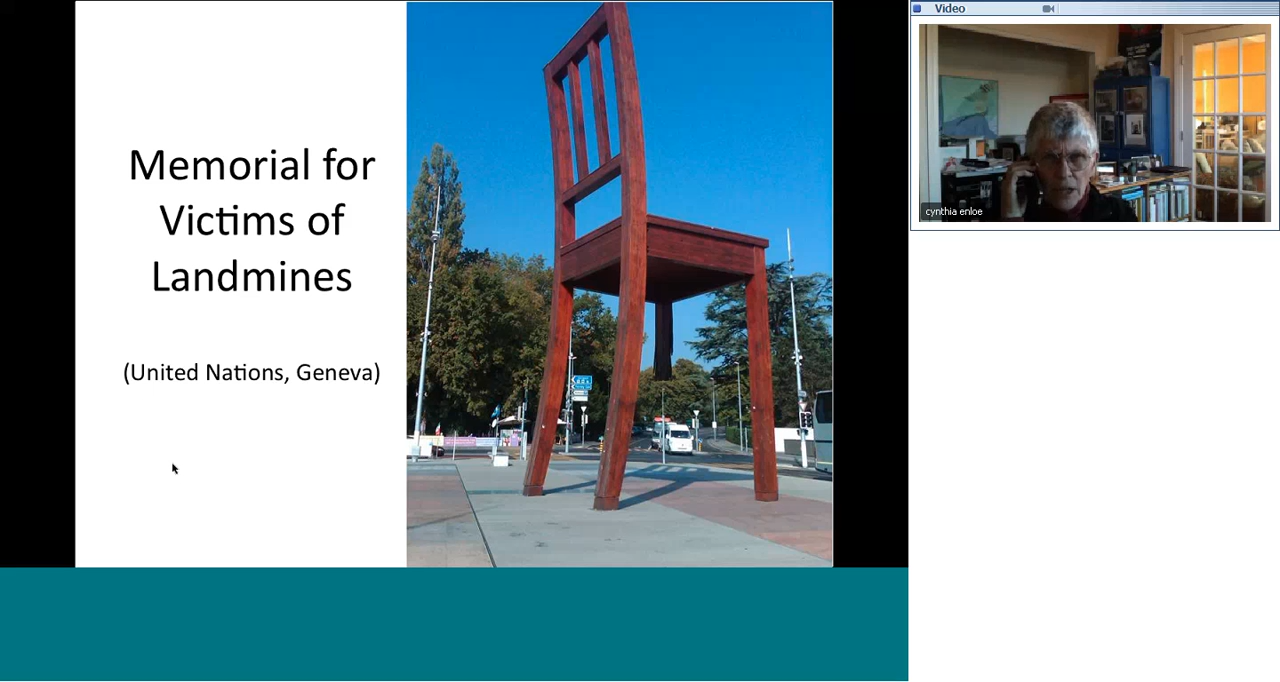 Memorial for
Victims of
Landmines
(United Nations, Geneva)
Video
cynthia enloe